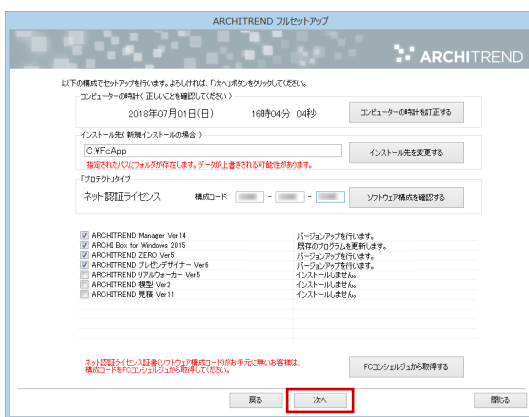 ARCHITREND フルセットアップ
ARCHITREND
以下の構成でセットアップを行います。よろしければ、「次へ」ボタンをクリックしてください。
コンピューターの時計（ 正しいことを確認してください ）
2018年07月01日(日) 16時04分 04秒
コンピューターの時計を訂正する
インストール先（ 新規インストールの場合 ）
C:¥FcApp
インストール先を変更する
指定されたパスにフォルダが存在します。データが上書きされる可能性があります。
「プロテクト」タイプ
ネット認証ライセンス 構成コード - -
ソフトウェア構成を確認する
ARCHITREND Manager Ver14 バージョンアップを行います。
ARCHI Box for Windows 2015 既存のプログラムを更新します。
ARCHITREND ZERO Ver5 バージョンアップを行います。
ARCHITREND プレゼンデザイナー Ver6 バージョンアップを行います。
ARCHITREND リアルウォーカー Ver5 インストールしません。
ARCHITREND 模型 Ver2 インストールしません。
ARCHITREND 見積 Ver11 インストールしません。
ネット認証ライセンス証書（ソフトウェア構成コード）がお手元に無いお客様は、
構成コードをFCコンシェルジュから取得してください。
FCコンシェルジュから取得する
戻る 次へ 閉じる